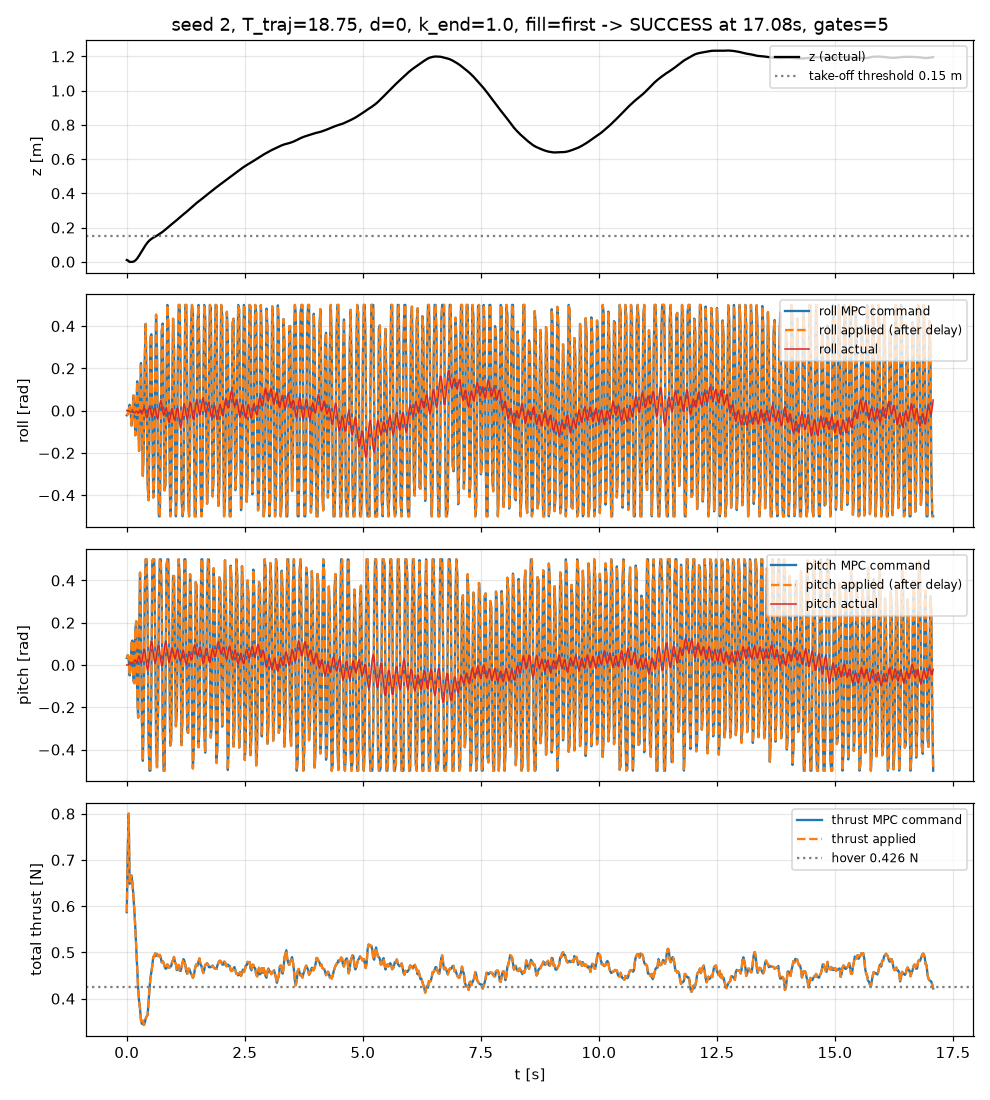 seed 2, T_traj=18.75, d=0, k_end=1.0, fill=first -> SUCCESS at 17.08s, gates=5
z [m]
1.2
1.0
0.8
0.6
0.4
0.2
0.0
z (actual)
take-off threshold 0.15 m
roll [rad]
0.4
0.2
0.0
−0.2
−0.4
roll MPC command
roll applied (after delay)
roll actual
pitch [rad]
0.4
0.2
0.0
−0.2
−0.4
pitch MPC command
pitch applied (after delay)
pitch actual
total thrust [N]
0.8
0.7
0.6
0.5
0.4
thrust MPC command
thrust applied
hover 0.426 N
0.0 2.5 5.0 7.5 10.0 12.5 15.0 17.5
t [s]